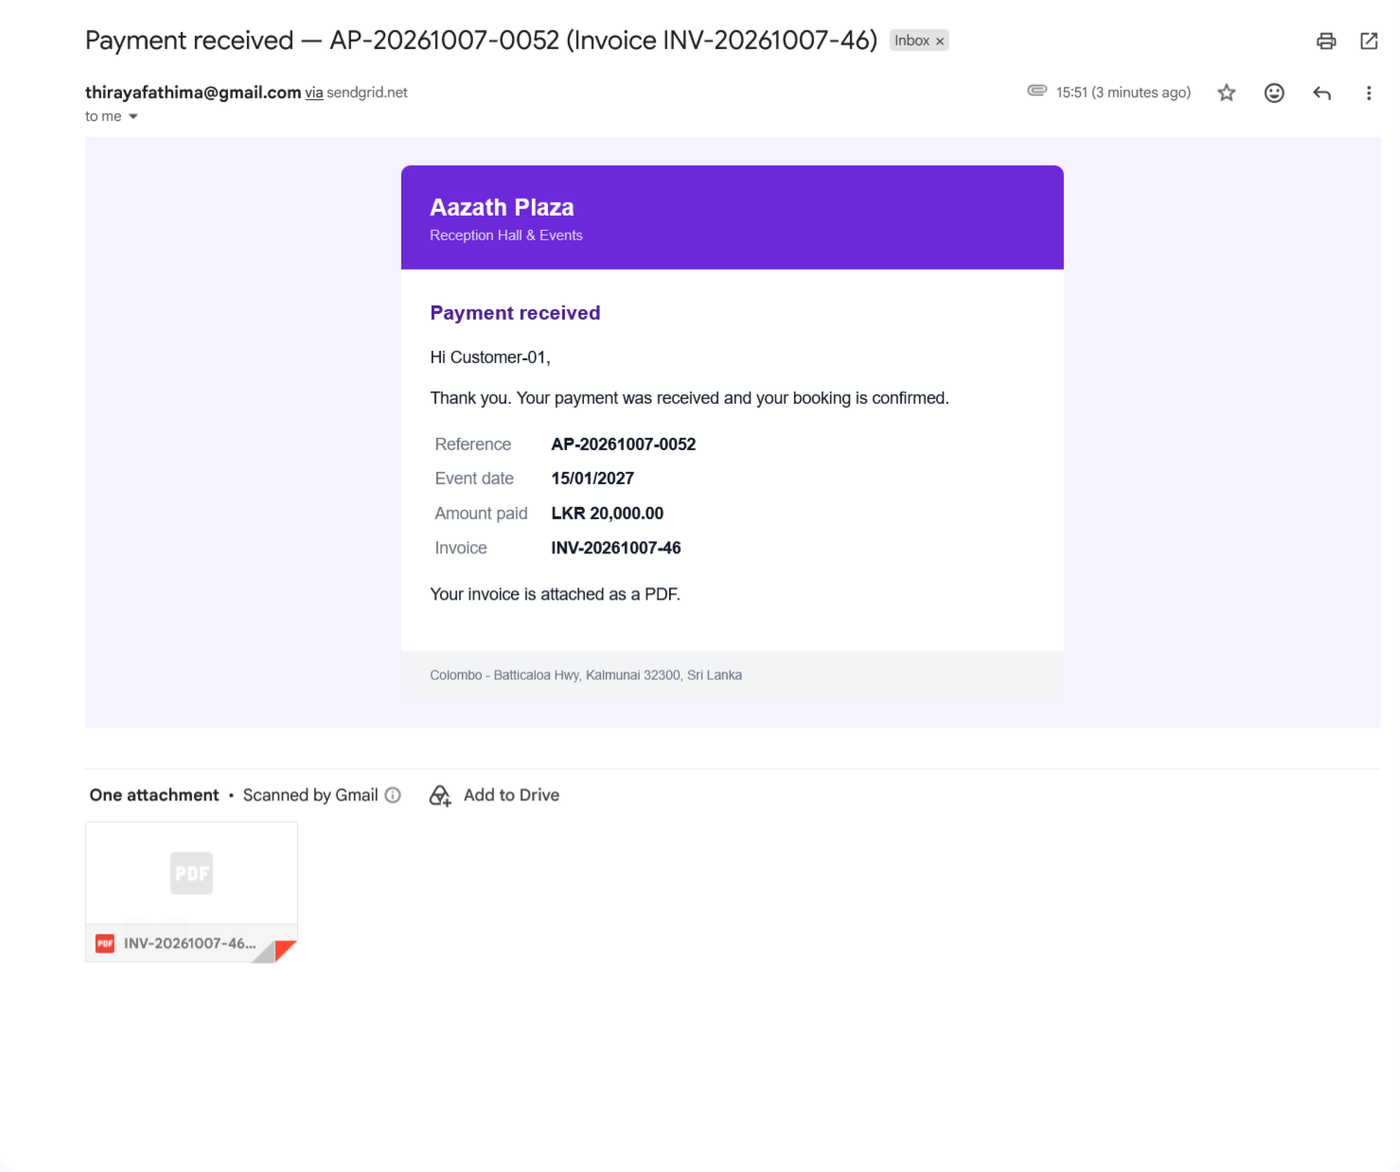 Payment received — AP-20261007-0052 (Invoice INV-20261007-46) Inbox ×
thirayafathima@gmail.com via sendgrid.net
15:51 (3 minutes ago)
to me
Aazath Plaza
Reception Hall & Events
Payment received
Hi Customer-01,
Thank you. Your payment was received and your booking is confirmed.
Reference AP-20261007-0052
Event date 15/01/2027
Amount paid LKR 20,000.00
Invoice INV-20261007-46
Your invoice is attached as a PDF.
Colombo - Batticaloa Hwy, Kalmunai 32300, Sri Lanka
One attachment • Scanned by Gmail
Add to Drive
PDF
PDF INV-20261007-46...